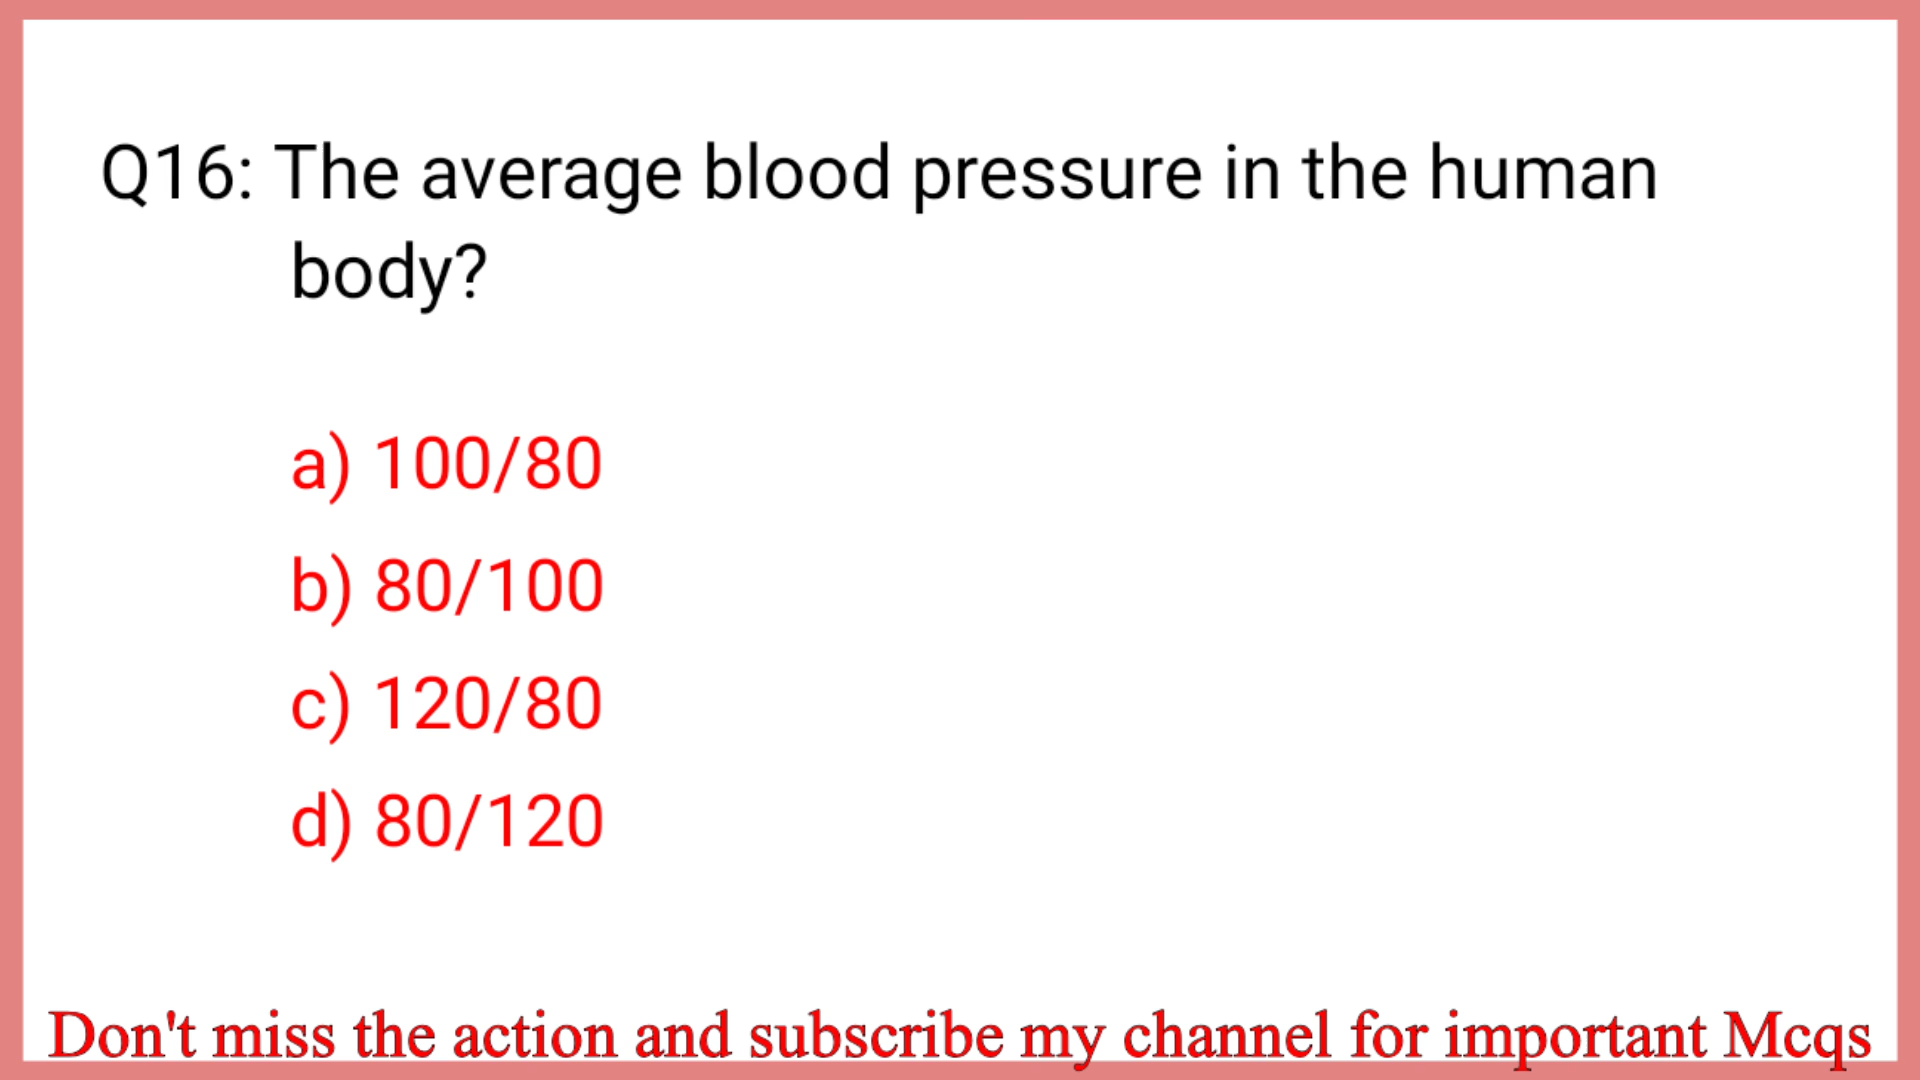 Q16: The average blood pressure in the human
body?
a) 100/80
b) 80/100
c) 120/80
d) 80/120
Don't miss the action and subscribe my channel for important Mcqs